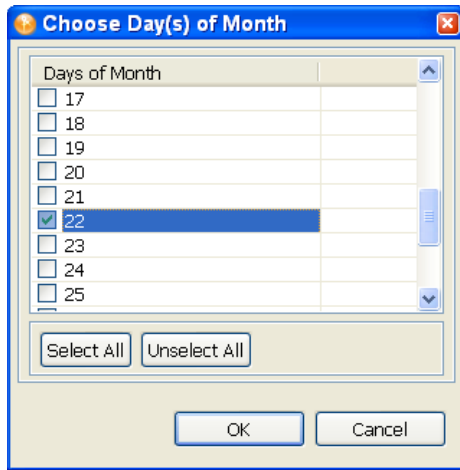 Choose Day(s) of Month
Days of Month
17
18
19
20
21
22
23
24
25
Select All Unselect All
OK Cancel